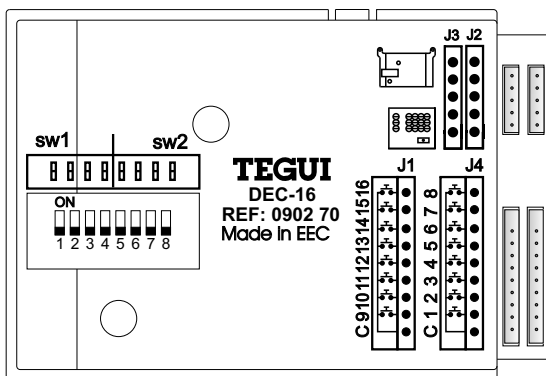 J3 J2
sw1 sw2
ON
1 2 3 4 5 6 7 8
TEGUI
DEC-16
REF: 0902 70
Made in EEC
J1
C 9 10 11 12 13 14 15 16
J4
C 1 2 3 4 5 6 7 8